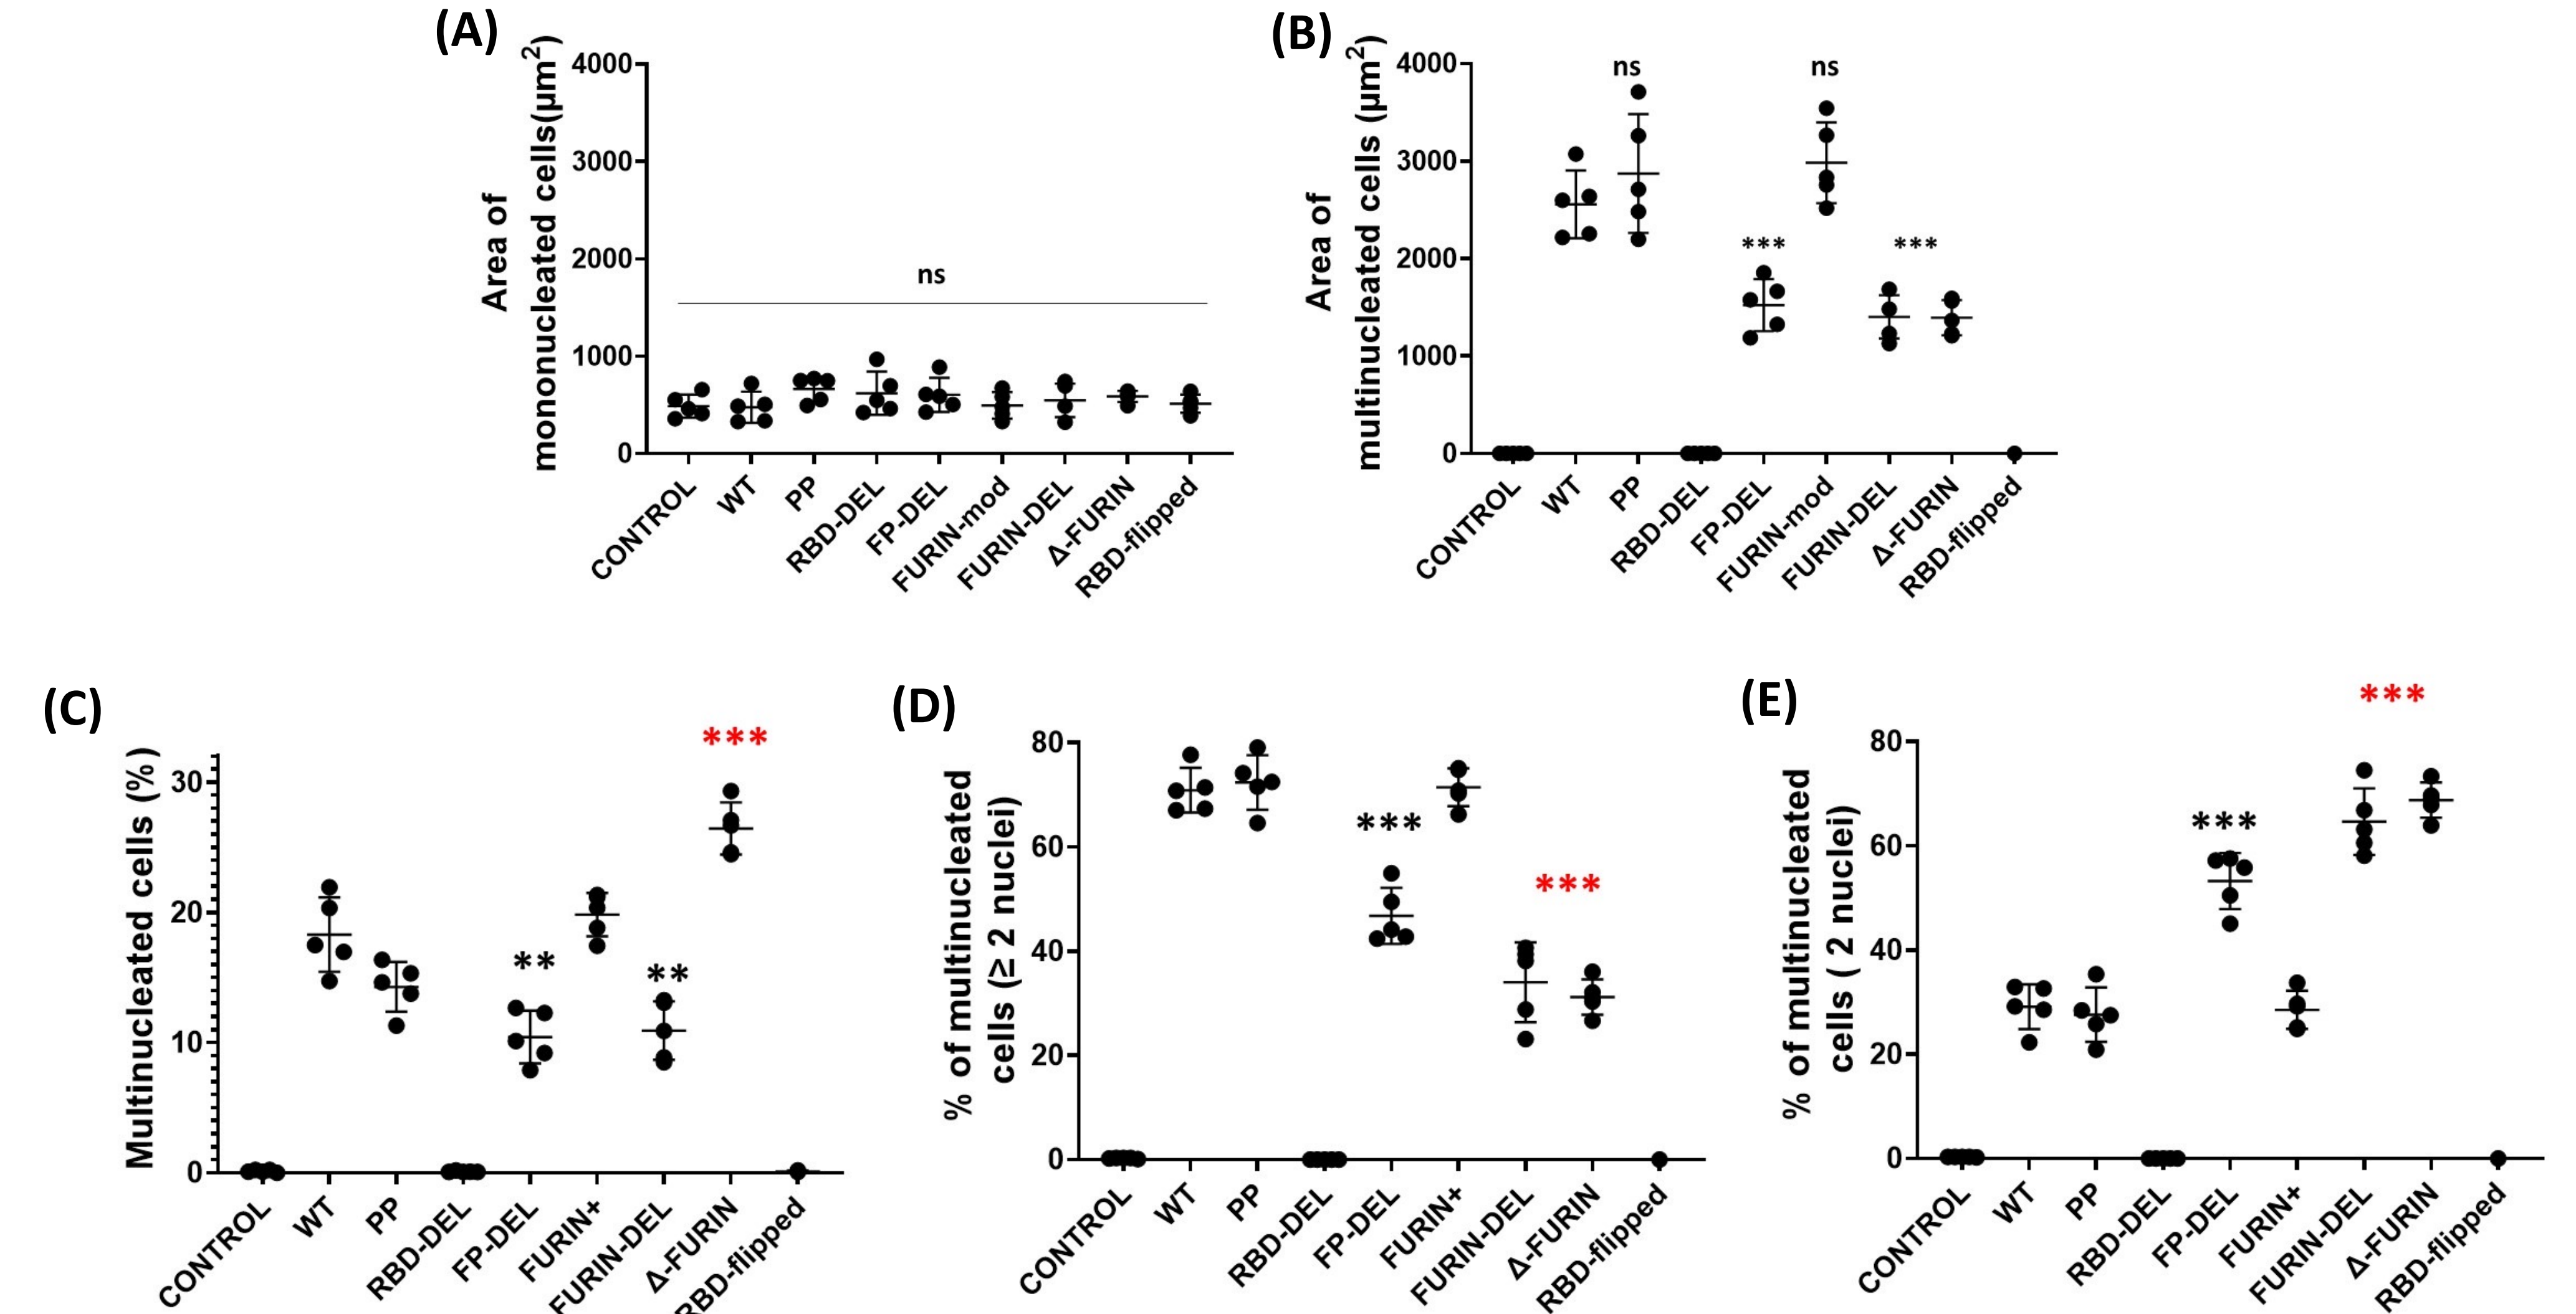 (A)
Area of
mononucleated cells(µm²)
4000
3000
2000
1000
0
ns
CONTROL
WT
PP
RBD-DEL
FP-DEL
FURIN-mod
FURIN-DEL
Δ-FURIN
RBD-flipped
(B)
Area of
multinucleated cells (µm²)
4000
3000
2000
1000
0
ns
ns
***
***
CONTROL
WT
PP
RBD-DEL
FP-DEL
FURIN-mod
FURIN-DEL
Δ-FURIN
RBD-flipped
(C)
Multinucleated cells (%)
30
20
10
0
**
**
***
CONTROL
WT
PP
RBD-DEL
FP-DEL
FURIN+
FURIN-DEL
Δ-FURIN
RBD-flipped
(D)
% of multinucleated
cells (≥ 2 nuclei)
80
60
40
20
0
***
***
CONTROL
WT
PP
RBD-DEL
FP-DEL
FURIN+
FURIN-DEL
Δ-FURIN
RBD-flipped
(E)
% of multinucleated
cells ( 2 nuclei)
80
60
40
20
0
***
***
CONTROL
WT
PP
RBD-DEL
FP-DEL
FURIN+
FURIN-DEL
Δ-FURIN
RBD-flipped